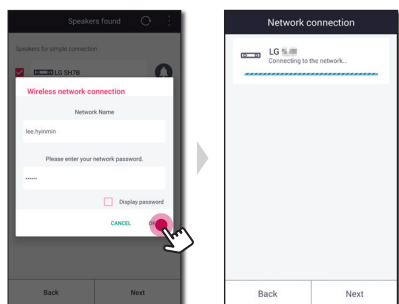 Speakers found
Speakers for simple connection
LG SH7B
Wireless network connection
Network Name
lee.hyinmin
Please enter your network password.
••••••
Display password
CANCEL
Back
Next
Network connection
LG
Connecting to the network...
Back
Next